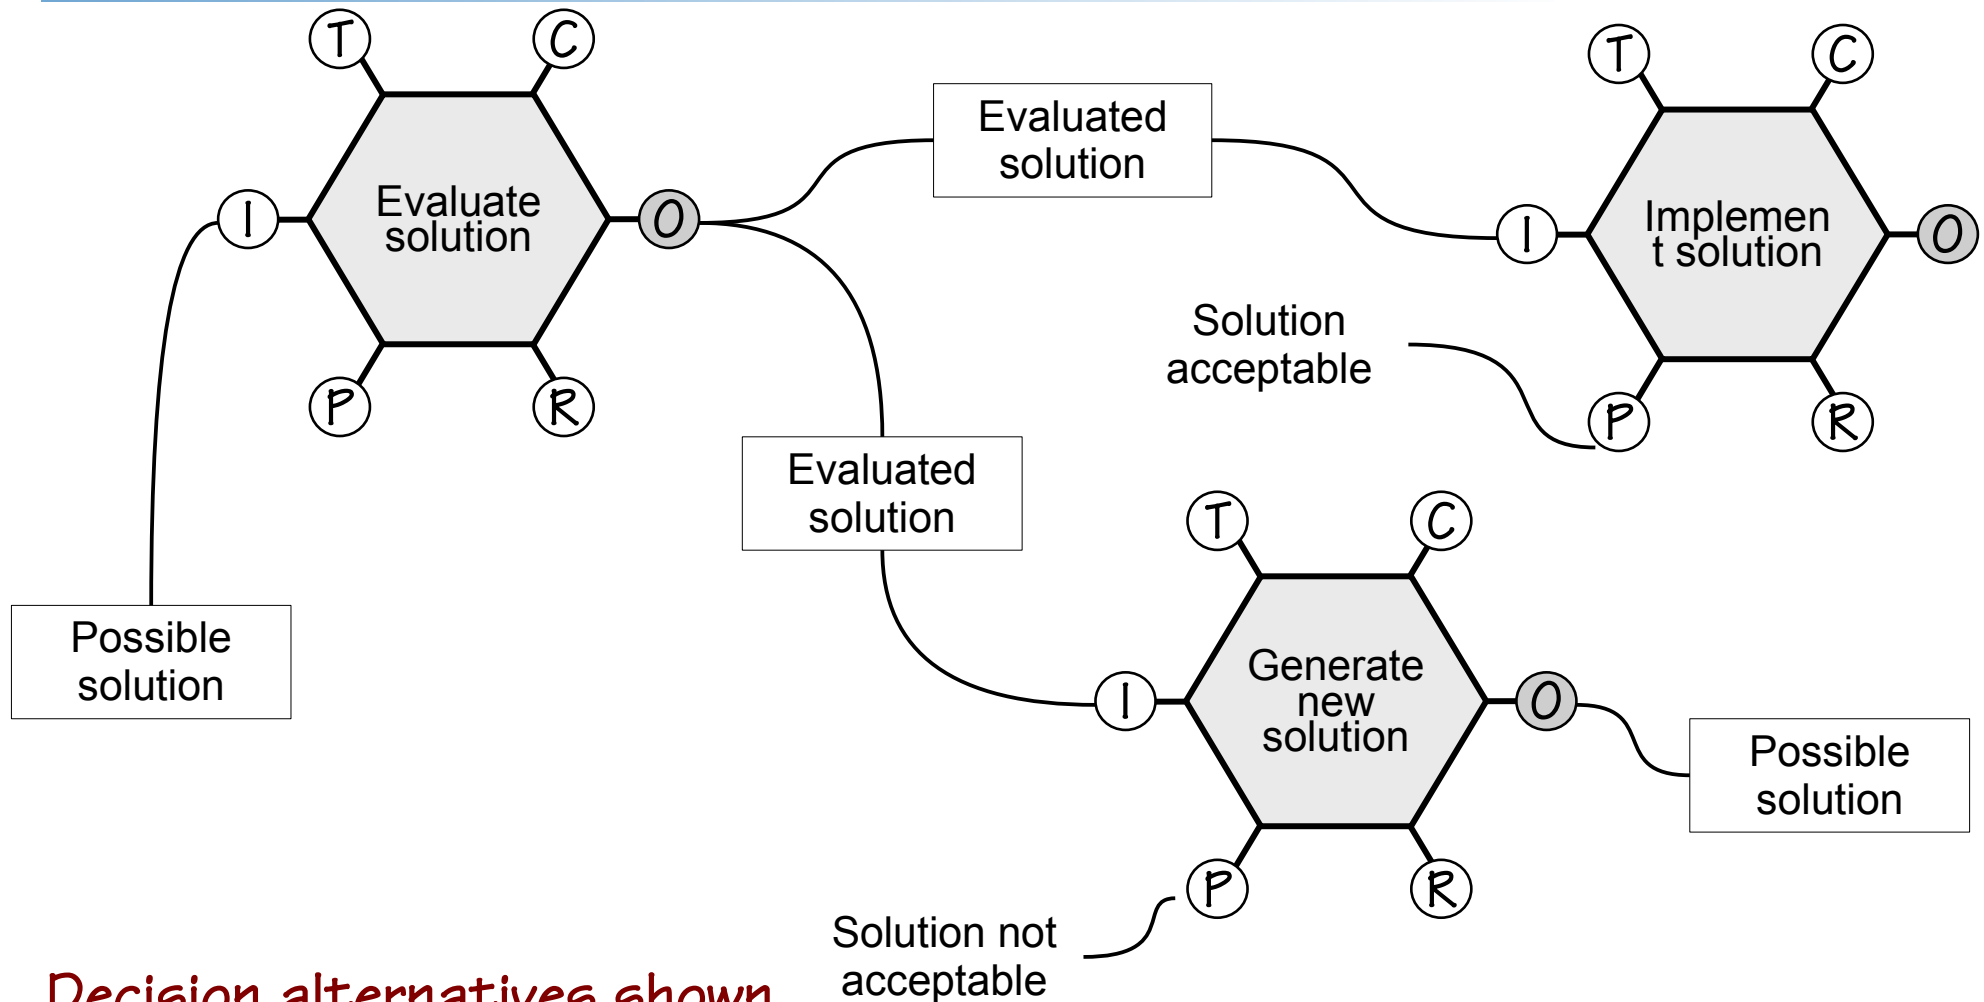 T
C
Evaluate
solution
I
O
P
R
Evaluated
solution
T
C
Implemen
t solution
I
O
P
R
Solution
acceptable
Evaluated
solution
Possible
solution
T
C
Generate
new
solution
I
O
P
R
Possible
solution
Solution not
acceptable
Decision alternatives shown